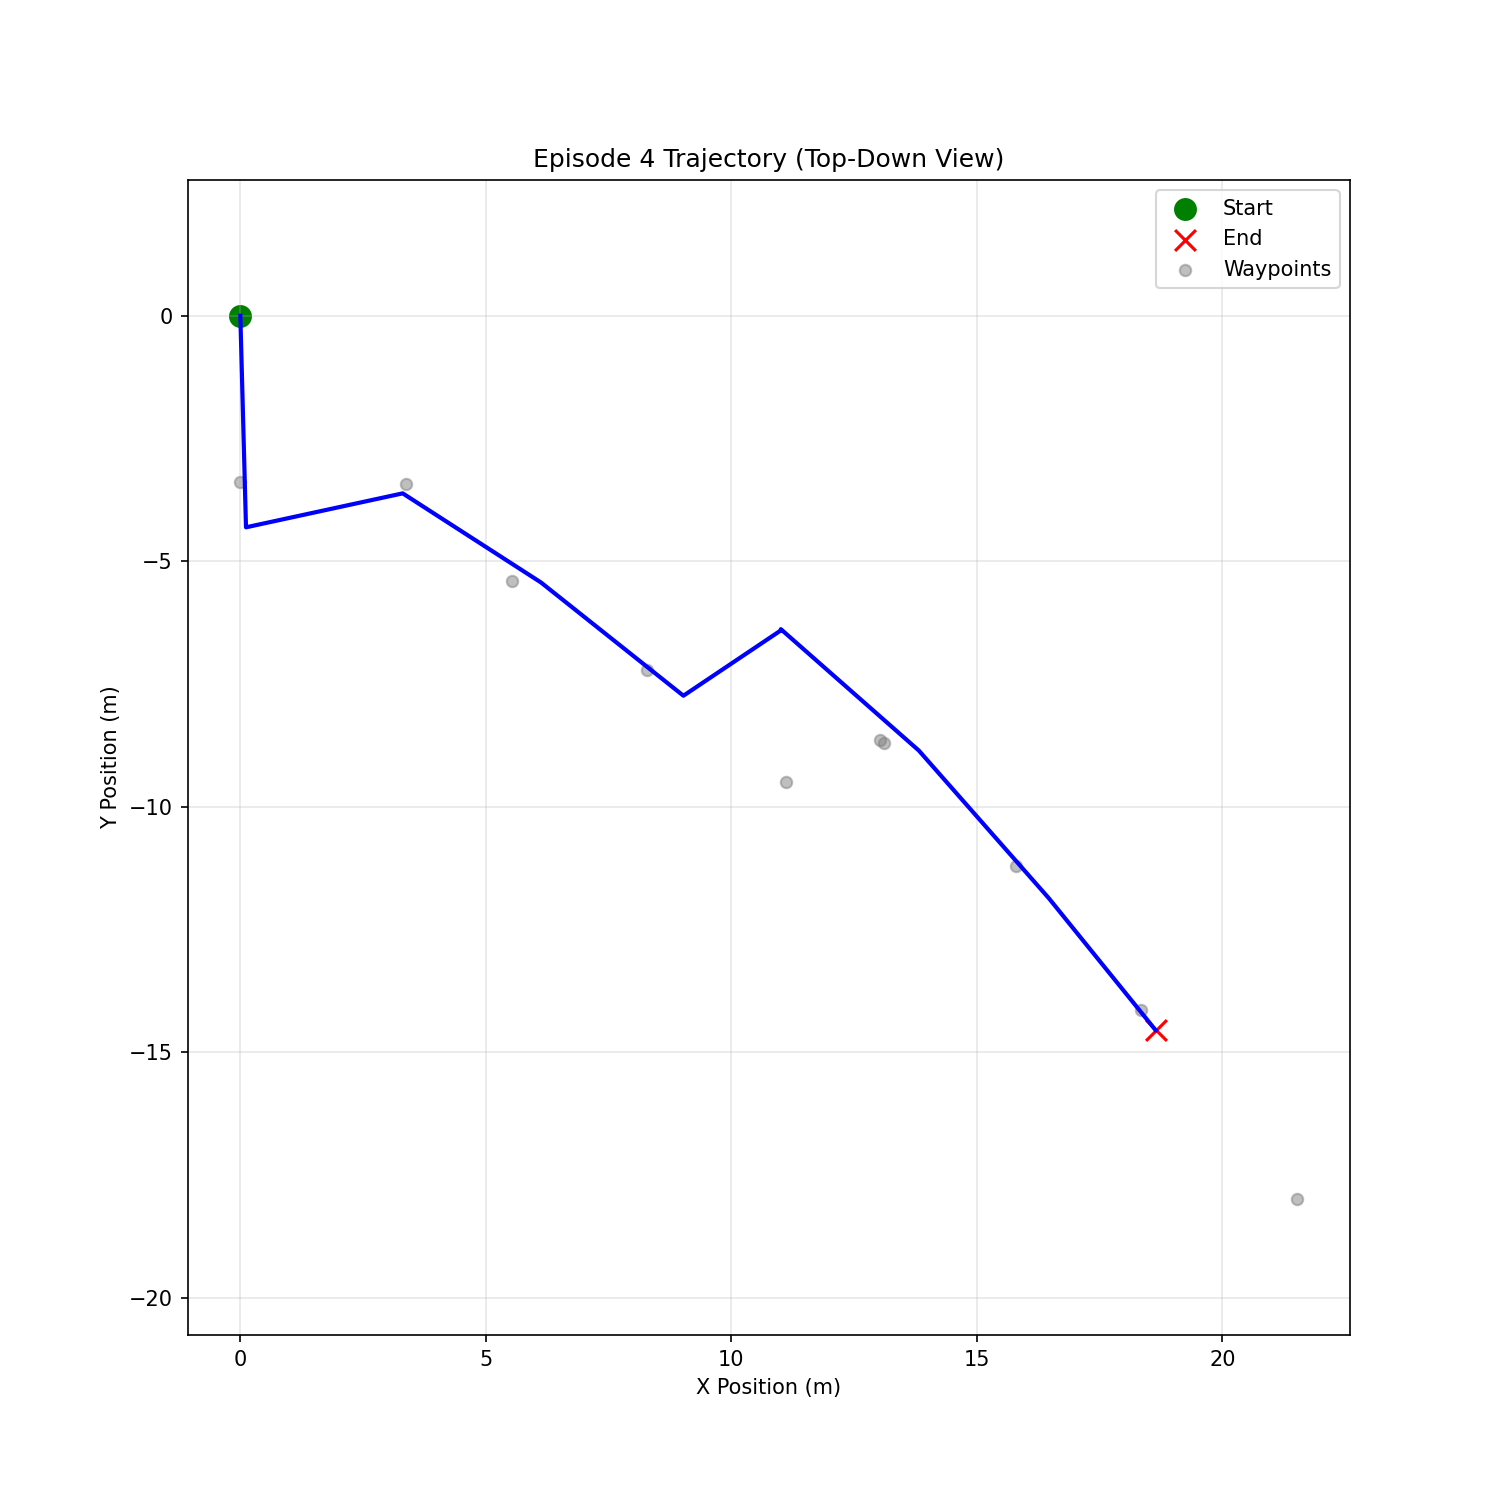 Episode 4 Trajectory (Top-Down View)
Start
End
Waypoints
0
−5
−10
−15
−20
Y Position (m)
0 5 10 15 20
X Position (m)